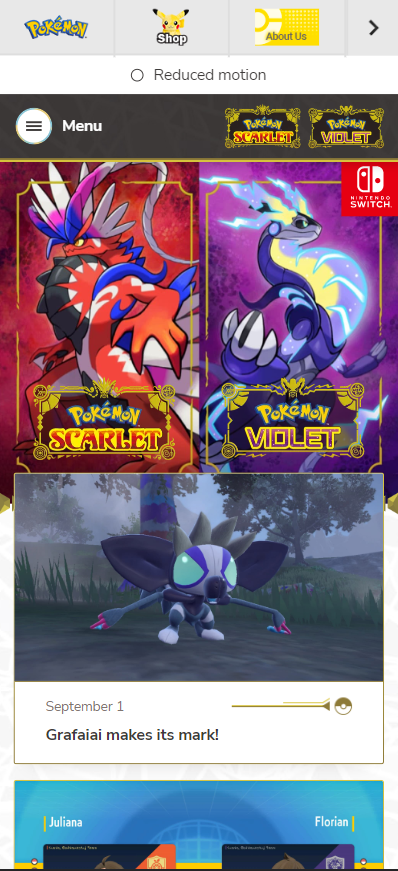 POKéMON
Shop
About Us
Reduced motion
Menu
POKéMON
SCARLET
POKéMON
VIOLET
NINTENDO
SWITCH
POKéMON
SCARLET
POKéMON
VIOLET
September 1
Grafaiai makes its mark!
Juliana
Florian